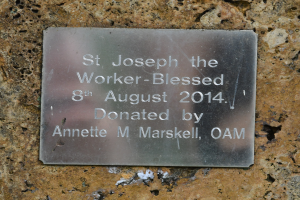 St Joseph the
Worker-Blessed
8th August 2014.
Donated by
Annette M Marskell, OAM